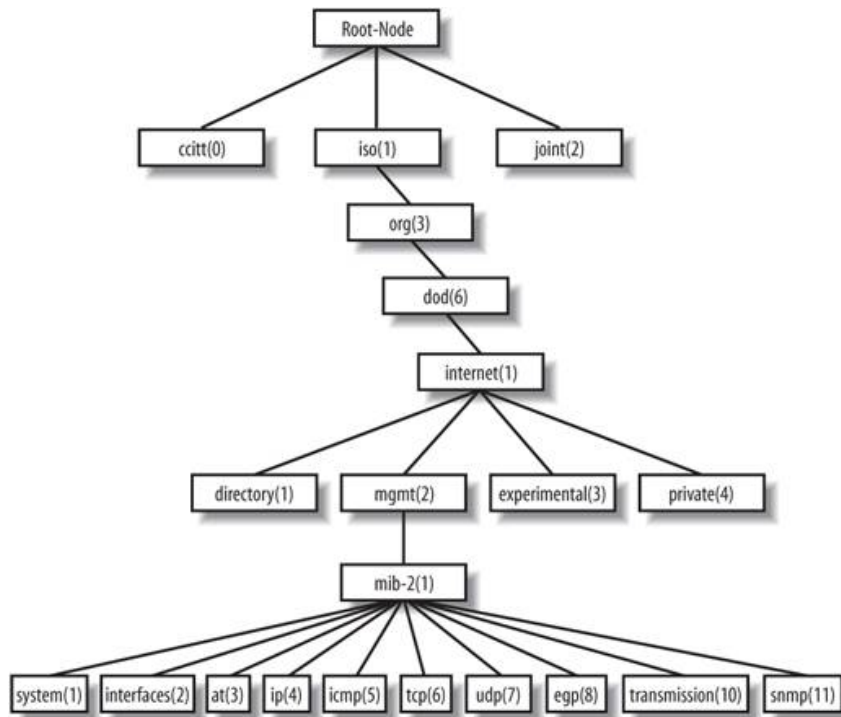 Root-Node
ccitt(0) iso(1) joint(2)
org(3)
dod(6)
internet(1)
directory(1) mgmt(2) experimental(3) private(4)
mib-2(1)
system(1) interfaces(2) at(3) ip(4) icmp(5) tcp(6) udp(7) egp(8) transmission(10) snmp(11)